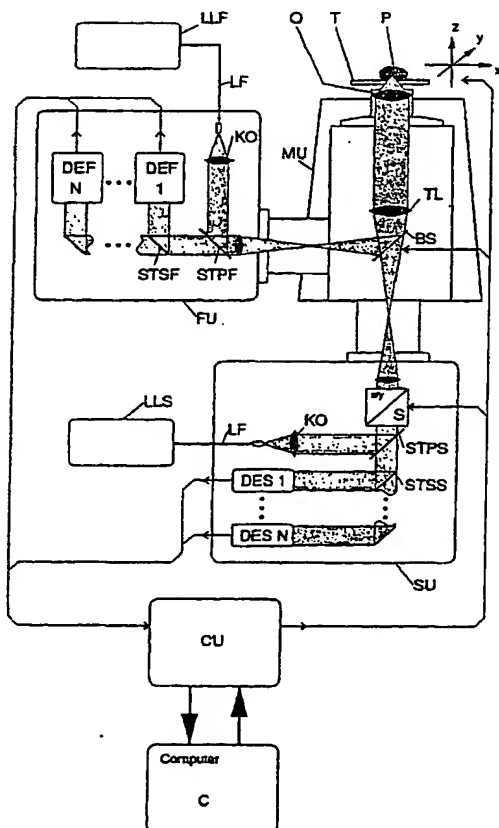 LLF
O
T
P
z
y
x
LF
KO
MU
DEF
N
DEF
1
TL
BS
STSF
STPF
FU
LLS
KO
S
LF
STPS
DES 1
STSS
DES N
SU
CU
Computer
C